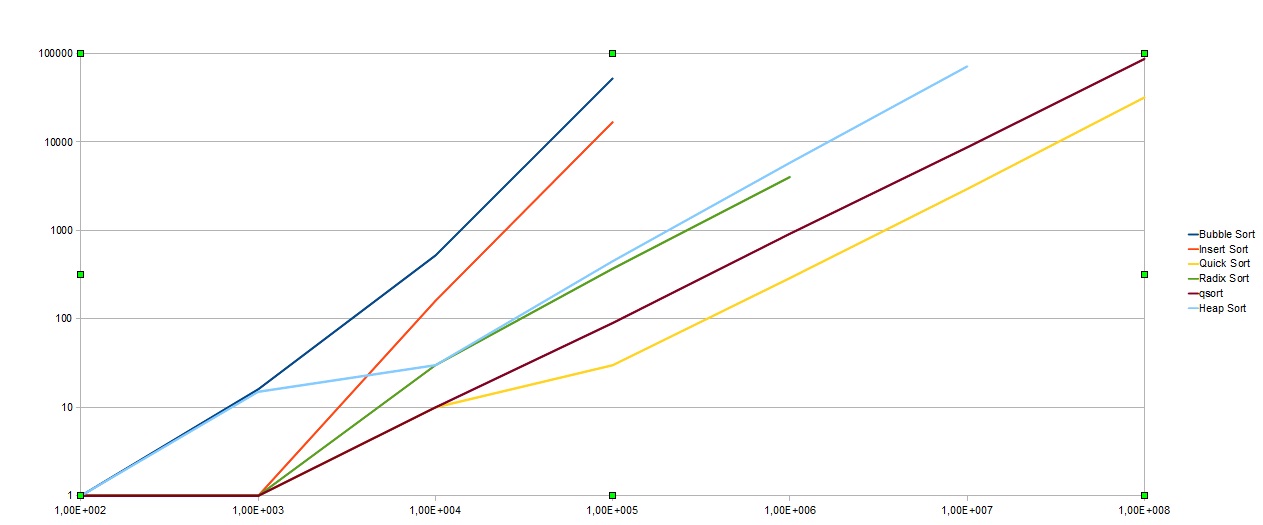 100000
10000
1000
100
10
1
1,00E+002
1,00E+003
1,00E+004
1,00E+005
1,00E+006
1,00E+007
1,00E+008
Bubble Sort
Insert Sort
Quick Sort
Radix Sort
qsort
Heap Sort